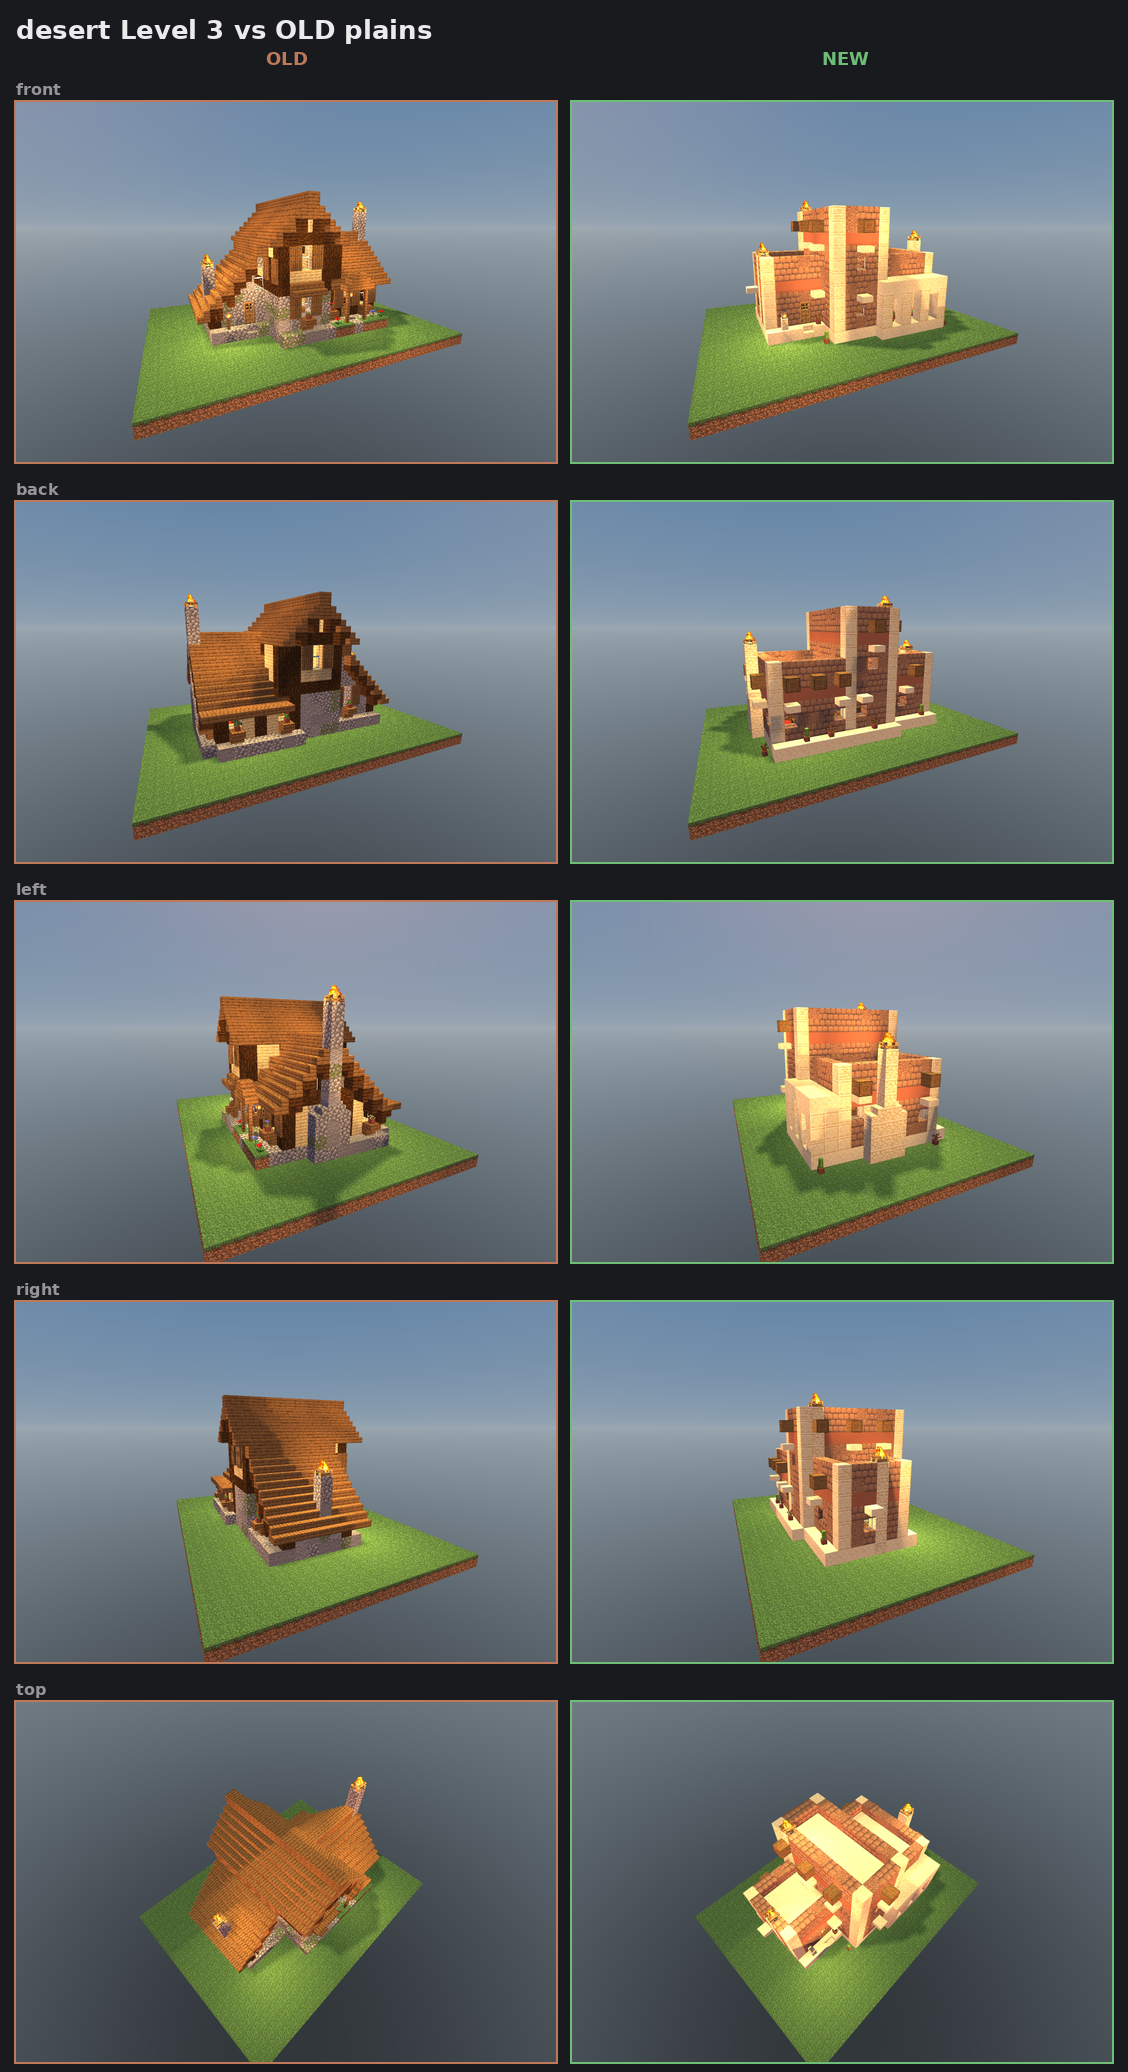 desert Level 3 vs OLD plains
OLD
NEW
front
back
left
right
top